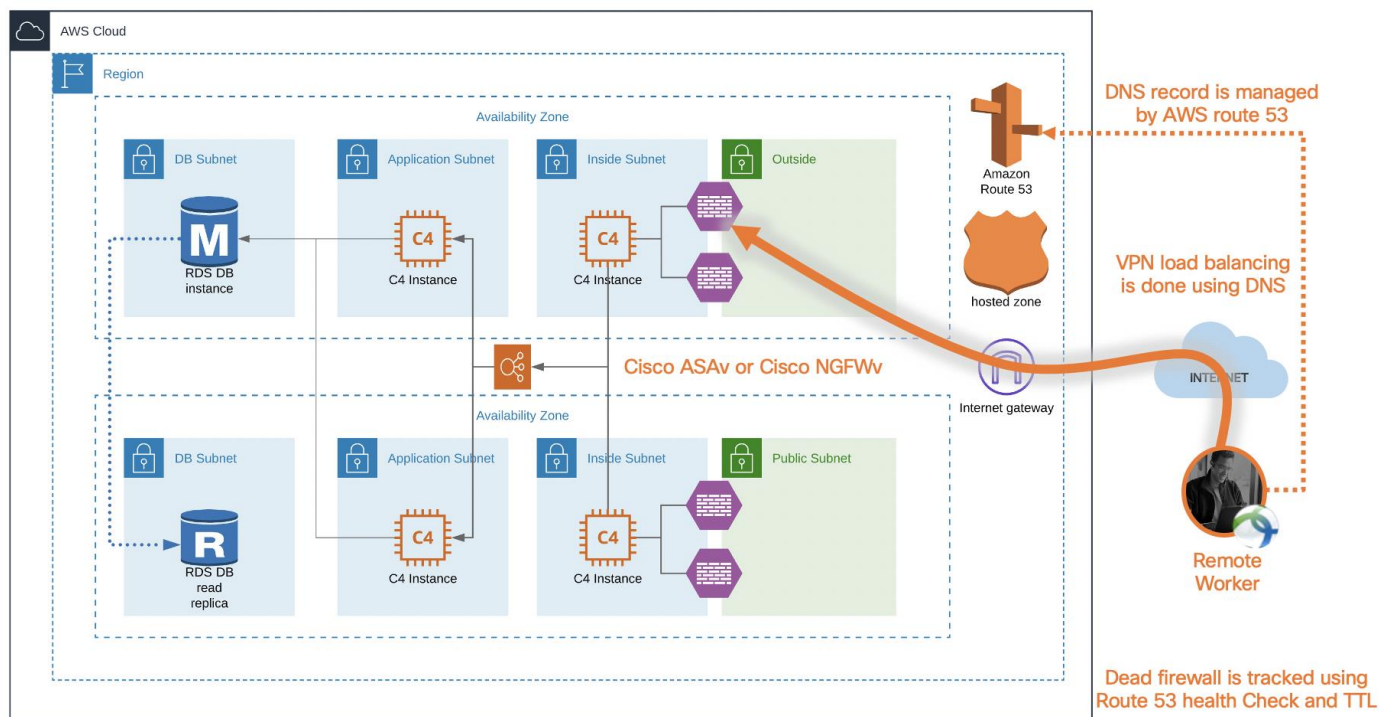 AWS Cloud
Region
Availability Zone
DB Subnet
Application Subnet
Inside Subnet
Outside
M
RDS DB
instance
C4
C4 Instance
C4
C4 Instance
Amazon
Route 53
hosted zone
DNS record is managed
by AWS route 53
VPN load balancing
is done using DNS
Cisco ASAv or Cisco NGFWv
Internet gateway
INTERNET
Availability Zone
DB Subnet
Application Subnet
Inside Subnet
Public Subnet
R
RDS DB
read
replica
C4
C4 Instance
C4
C4 Instance
Remote
Worker
Dead firewall is tracked using
Route 53 health Check and TTL